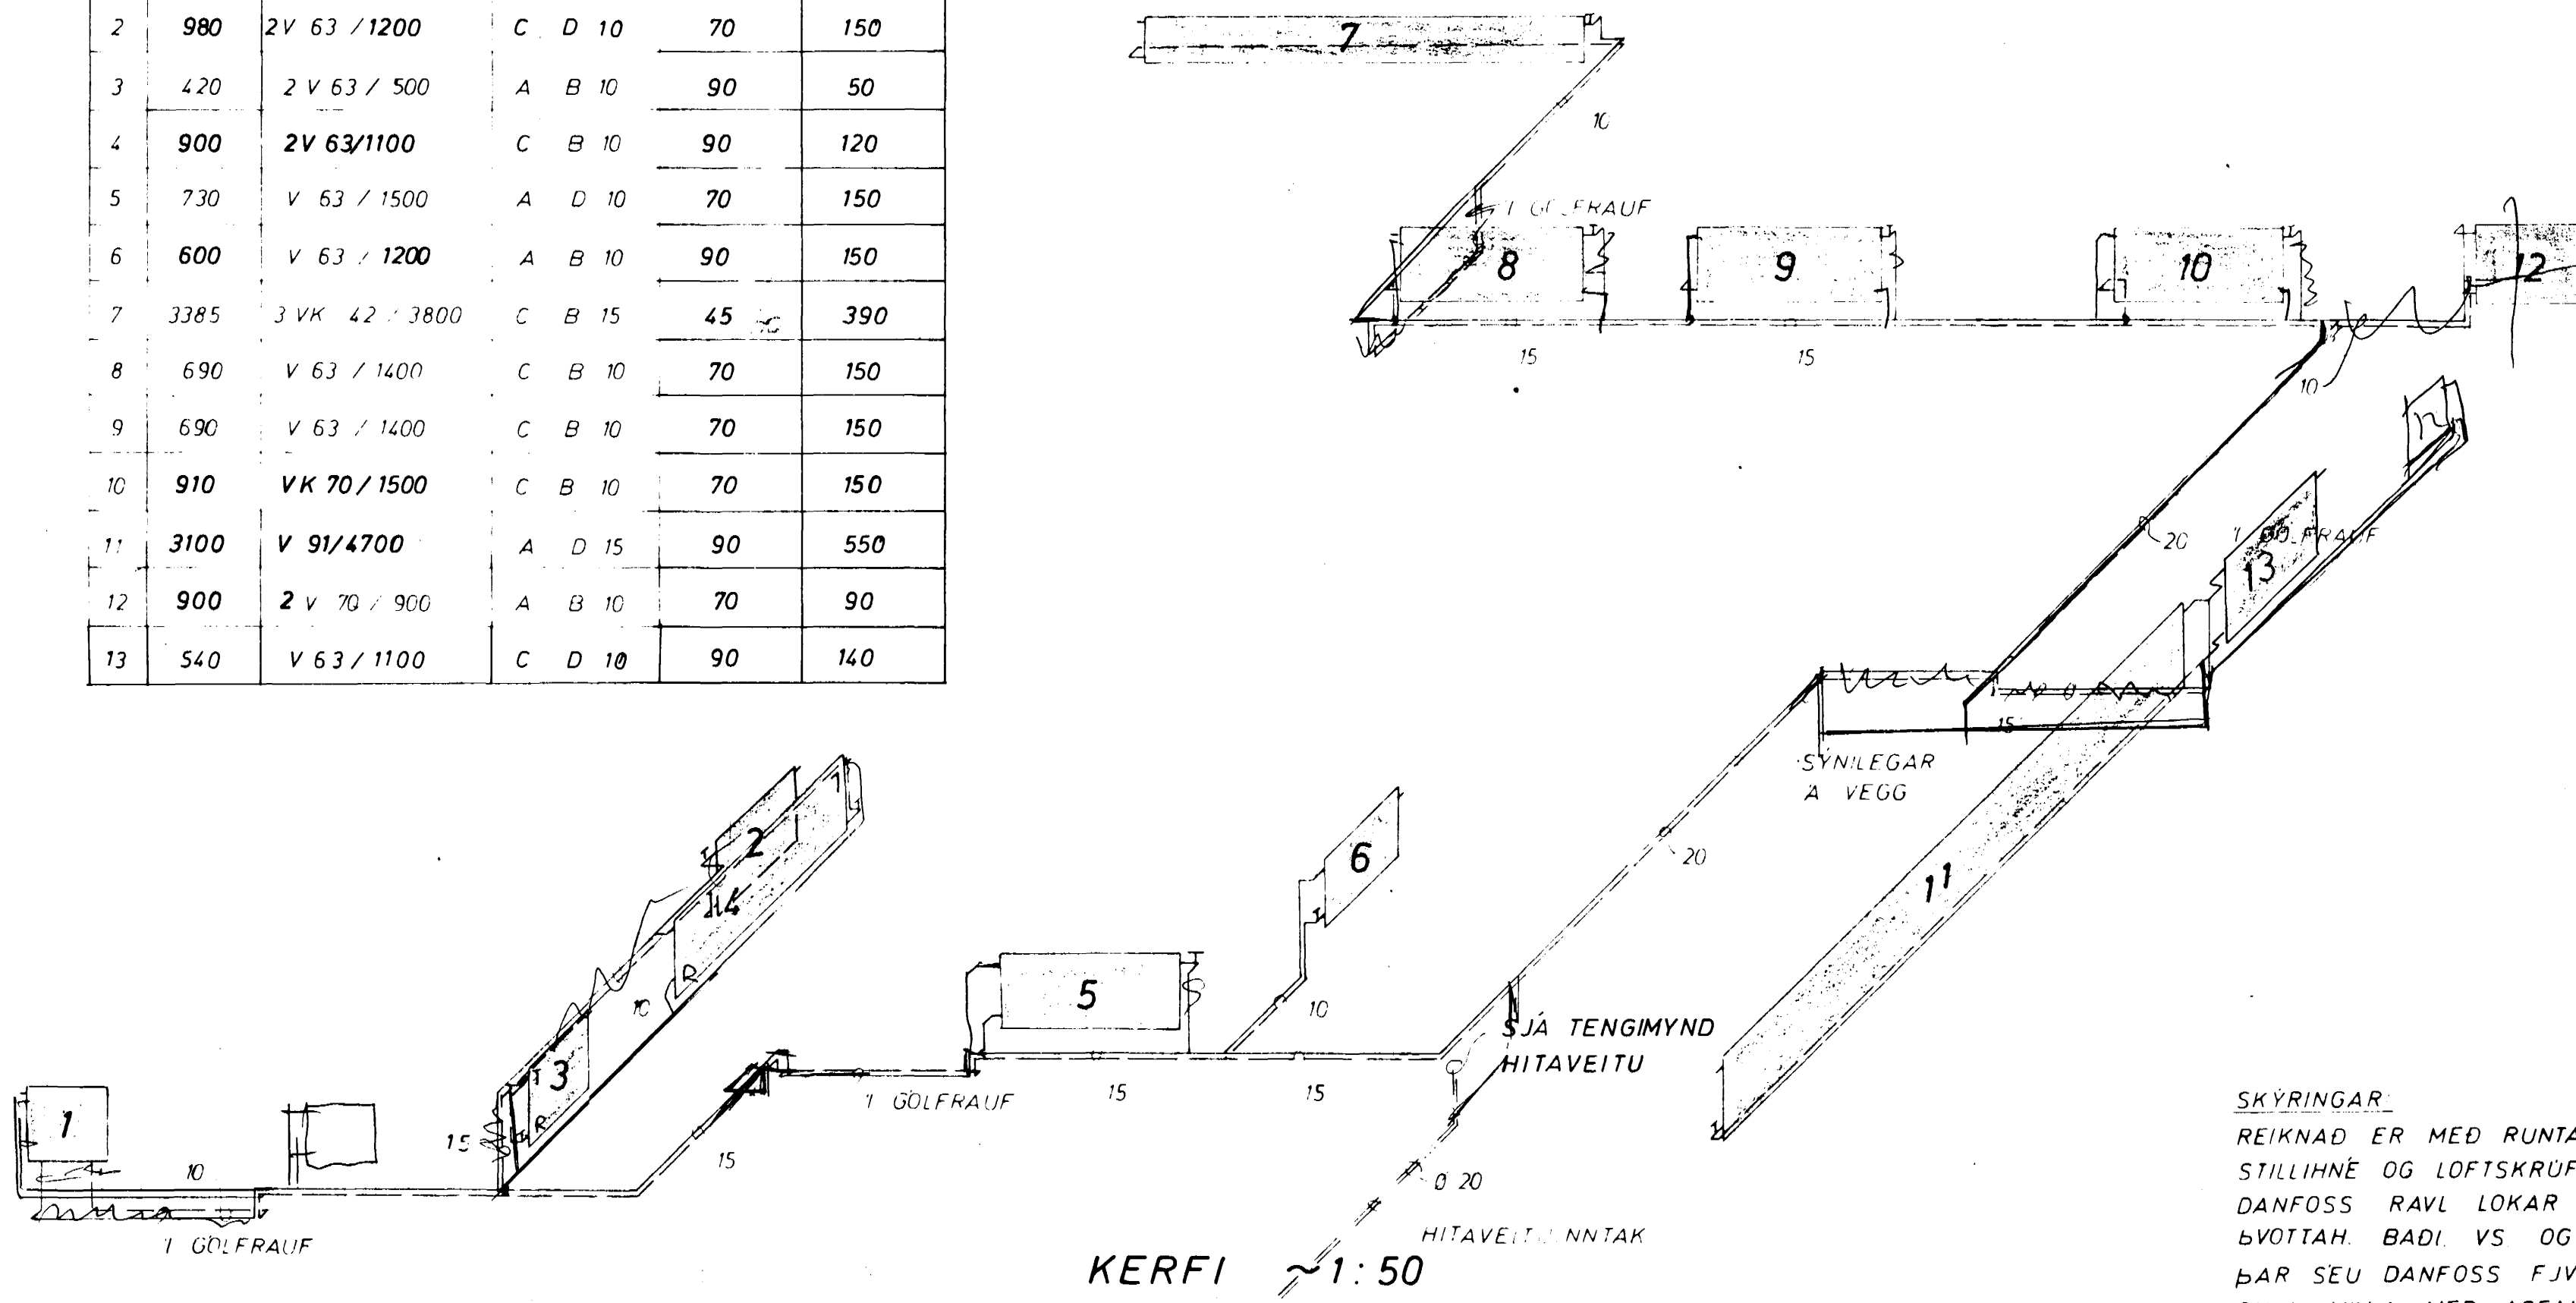 2 980 2V 63 / 1200 C D 10 70 150
3 420 2 V 63 / 500 A B 10 90 50
4 900 2V 63/1100 C B 10 90 120
5 730 V 63 / 1500 A D 10 70 150
6 600 V 63 / 1200 A B 10 90 150
7 3385 3 VK 42 / 3800 C B 15 45 390
8 690 V 63 / 1400 C B 10 70 150
9 690 V 63 / 1400 C B 10 70 150
10 910 VK 70 / 1500 C B 10 70 150
11 3100 V 91/4700 A D 15 90 550
12 900 2 V 70 / 900 A B 10 70 90
13 540 V 63 / 1100 C D 10 90 140
7
10
Í GÓLFRAUF
8 9 10 12
15 15
10
12
20 Í GÓLFRAUF
13
15
SÝNILEGAR
Á VEGG
20
11
2
14
6
10
3
R
R
5
10
SJÁ TENGIMYND
HITAVEITU
15 15
Í GÓLFRAUF
1
10
15
15
Í GÓLFRAUF
Ø 20
HITAVEITUINNTAK
KERFI ~1:50
SKÝRINGAR:
REIKNAÐ ER MEÐ RUNTA
STILLIHNÉ OG LOFTSKRÚF
DANFOSS RAVL LOKAR
ÞVOTTAH. BAÐI. VS OG
ÞAR SÉU DANFOSS FJV